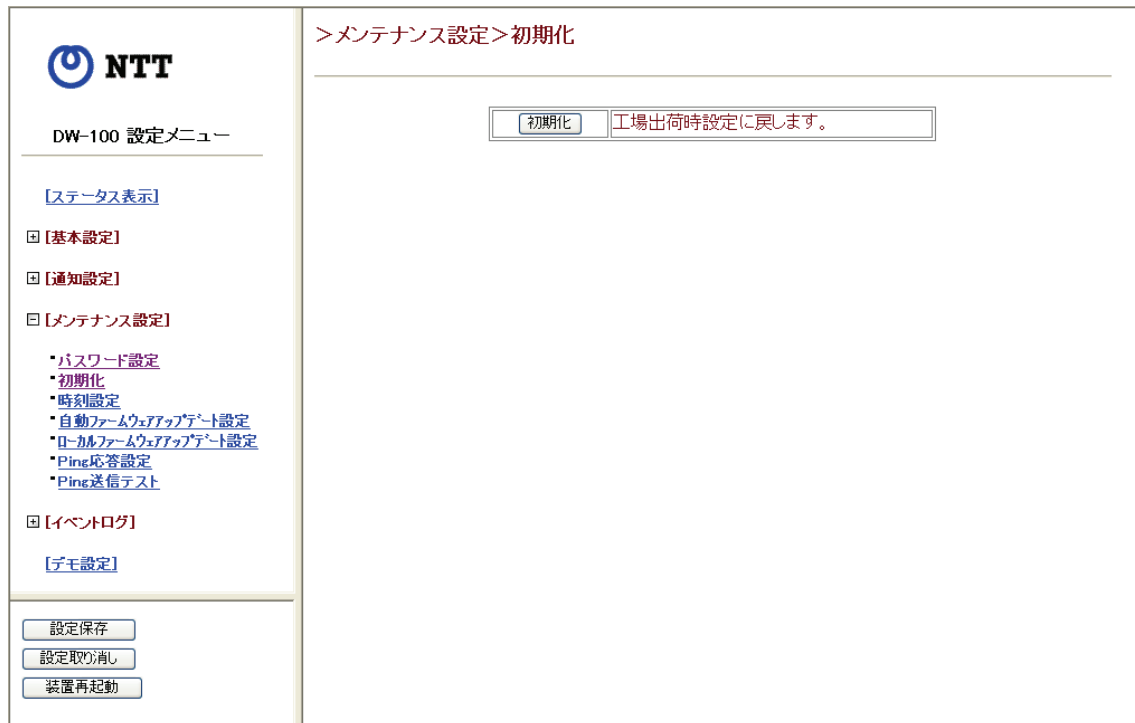 NTT
DW-100 設定メニュー
[ステータス表示]
[基本設定]
[通知設定]
[メンテナンス設定]
パスワード設定
初期化
時刻設定
自動ファームウェアアップデート設定
ローカルファームウェアアップデート設定
Ping応答設定
Ping送信テスト
[イベントログ]
[デモ設定]
設定保存
設定取り消し
装置再起動
>メンテナンス設定>初期化
初期化 工場出荷時設定に戻します。